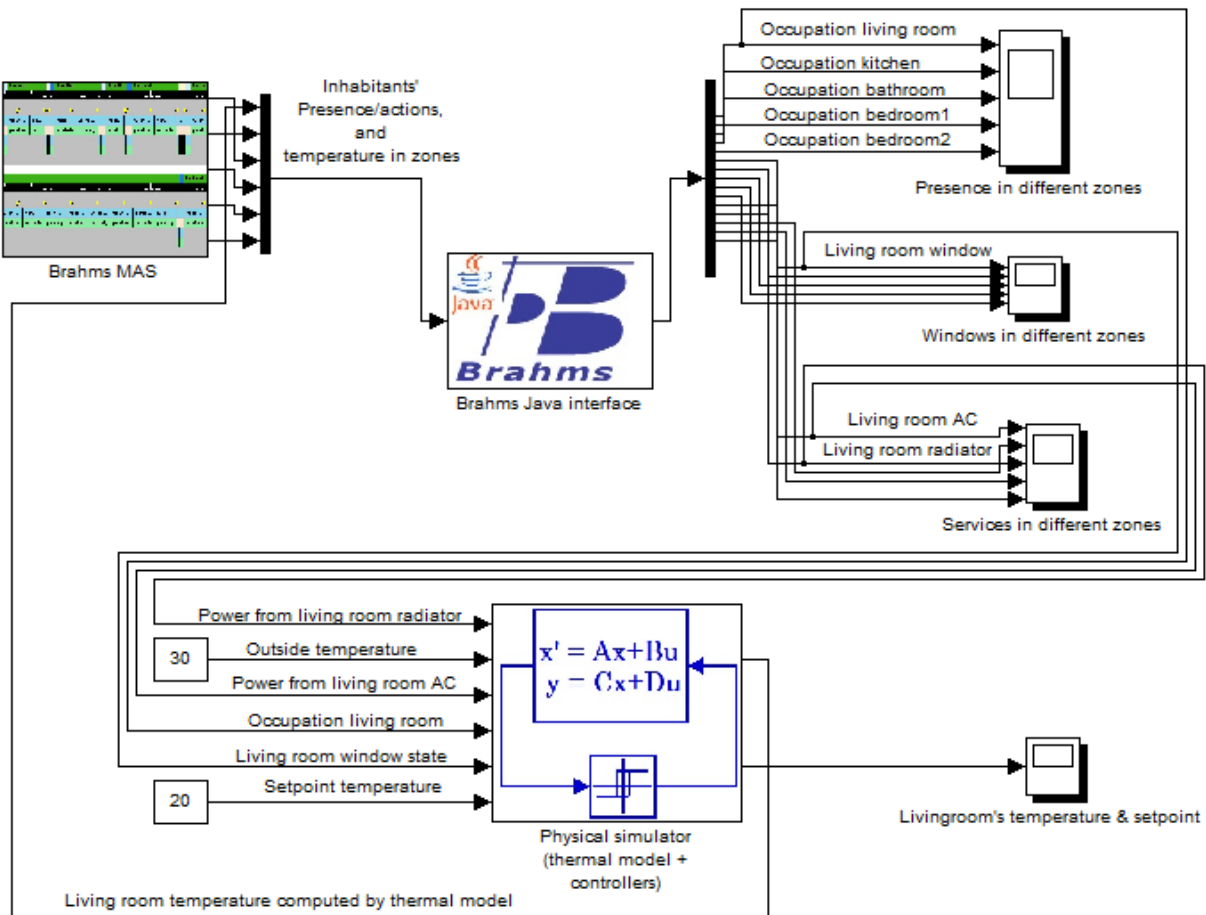 Occupation living room
Occupation kitchen
Occupation bathroom
Occupation bedroom1
Occupation bedroom2
Presence in different zones
Inhabitants'
Presence/actions,
and
temperature in zones
Brahms MAS
Living room window
Windows in different zones
Java
Brahms
Brahms Java interface
Living room AC
Living room radiator
Services in different zones
Power from living room radiator
30
Outside temperature
Power from living room AC
Occupation living room
Living room window state
20
Setpoint temperature
x' = Ax+Bu
y = Cx+Du
Physical simulator
(thermal model +
controllers)
Livingroom's temperature & setpoint
Living room temperature computed by thermal model